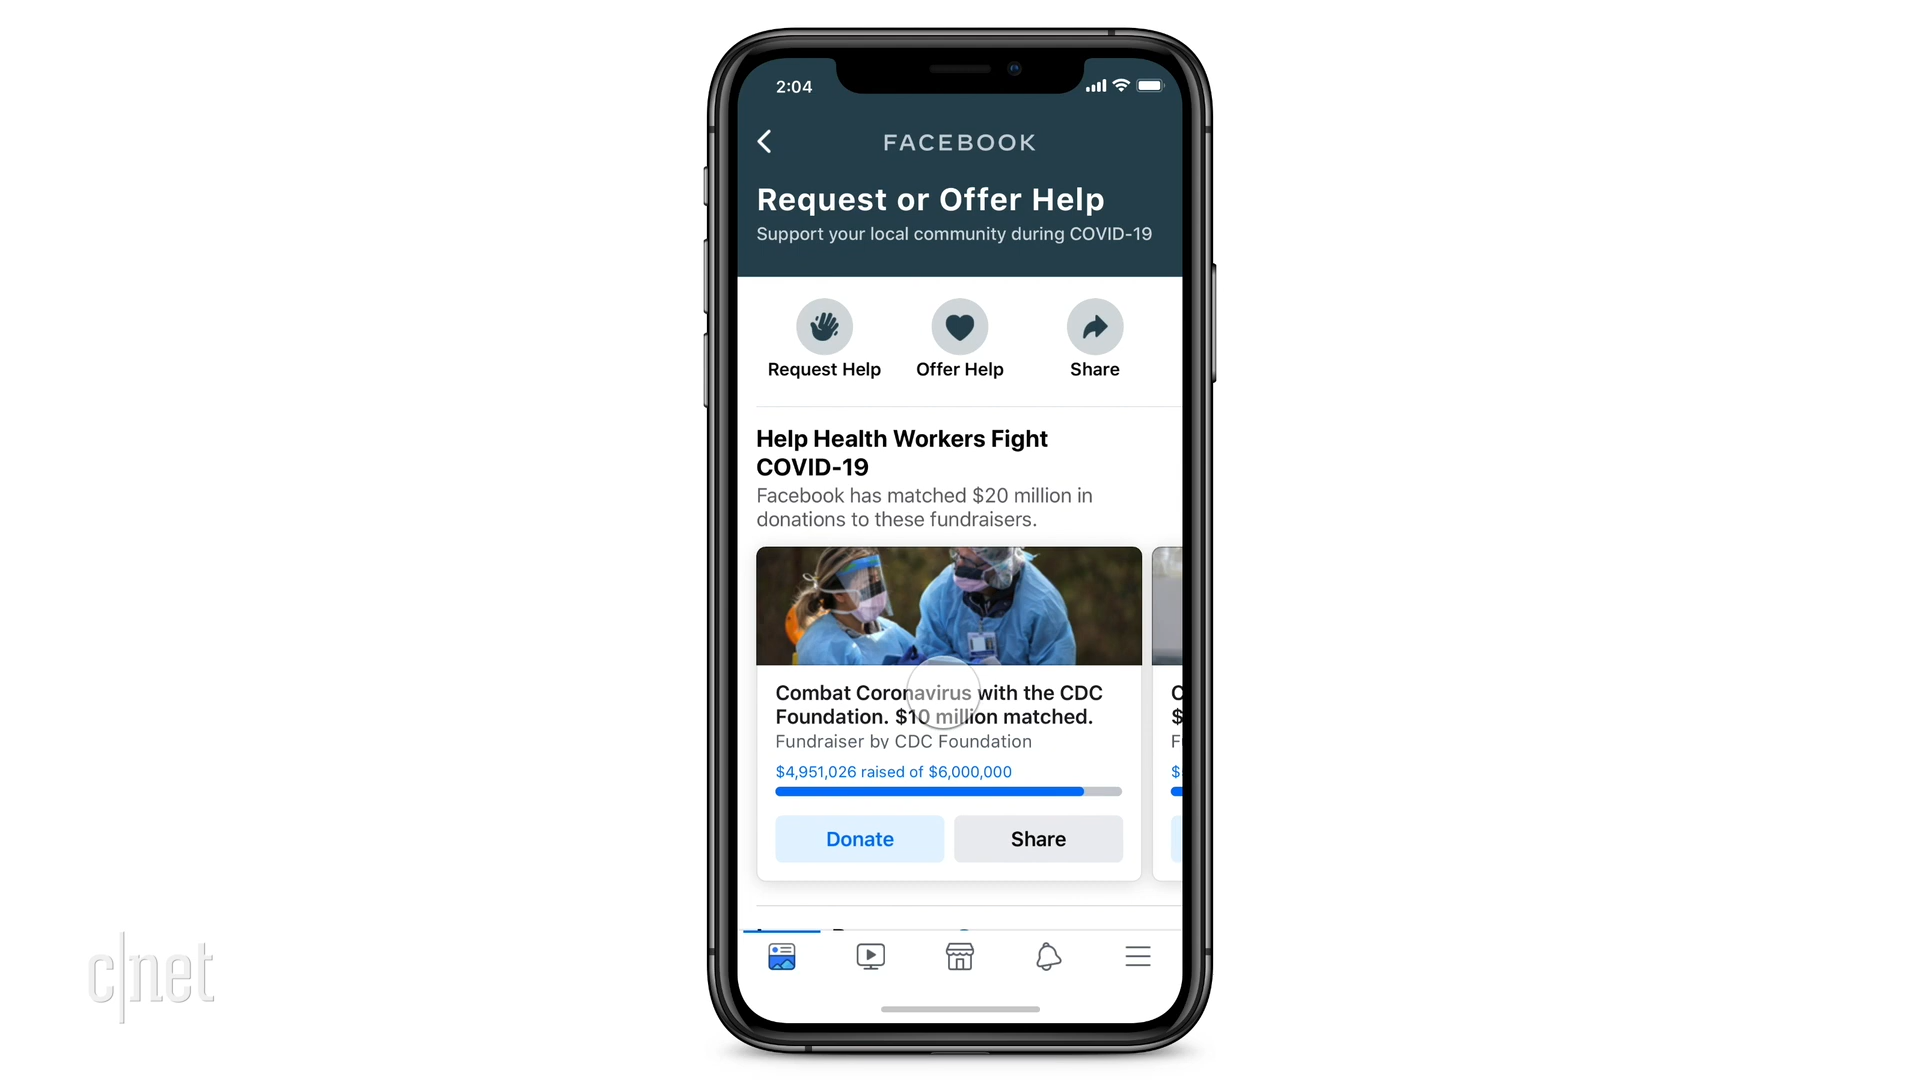 2:04
FACEBOOK
Request or Offer Help
Support your local community during COVID-19
Request Help
Offer Help
Share
Help Health Workers Fight
COVID-19
Facebook has matched $20 million in
donations to these fundraisers.
Combat Coronavirus with the CDC
Foundation. $10 million matched.
Fundraiser by CDC Foundation
$4,951,026 raised of $6,000,000
Donate
Share
c|net